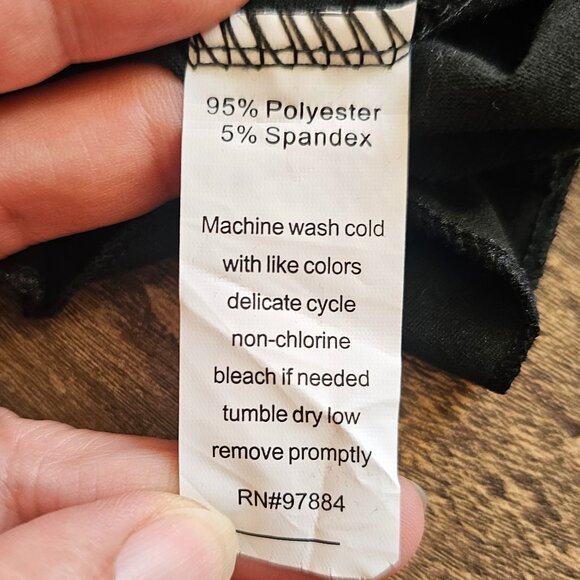 95% Polyester
5% Spandex
Machine wash cold
with like colors
delicate cycle
non-chlorine
bleach if needed
tumble dry low
remove promptly
RN#97884